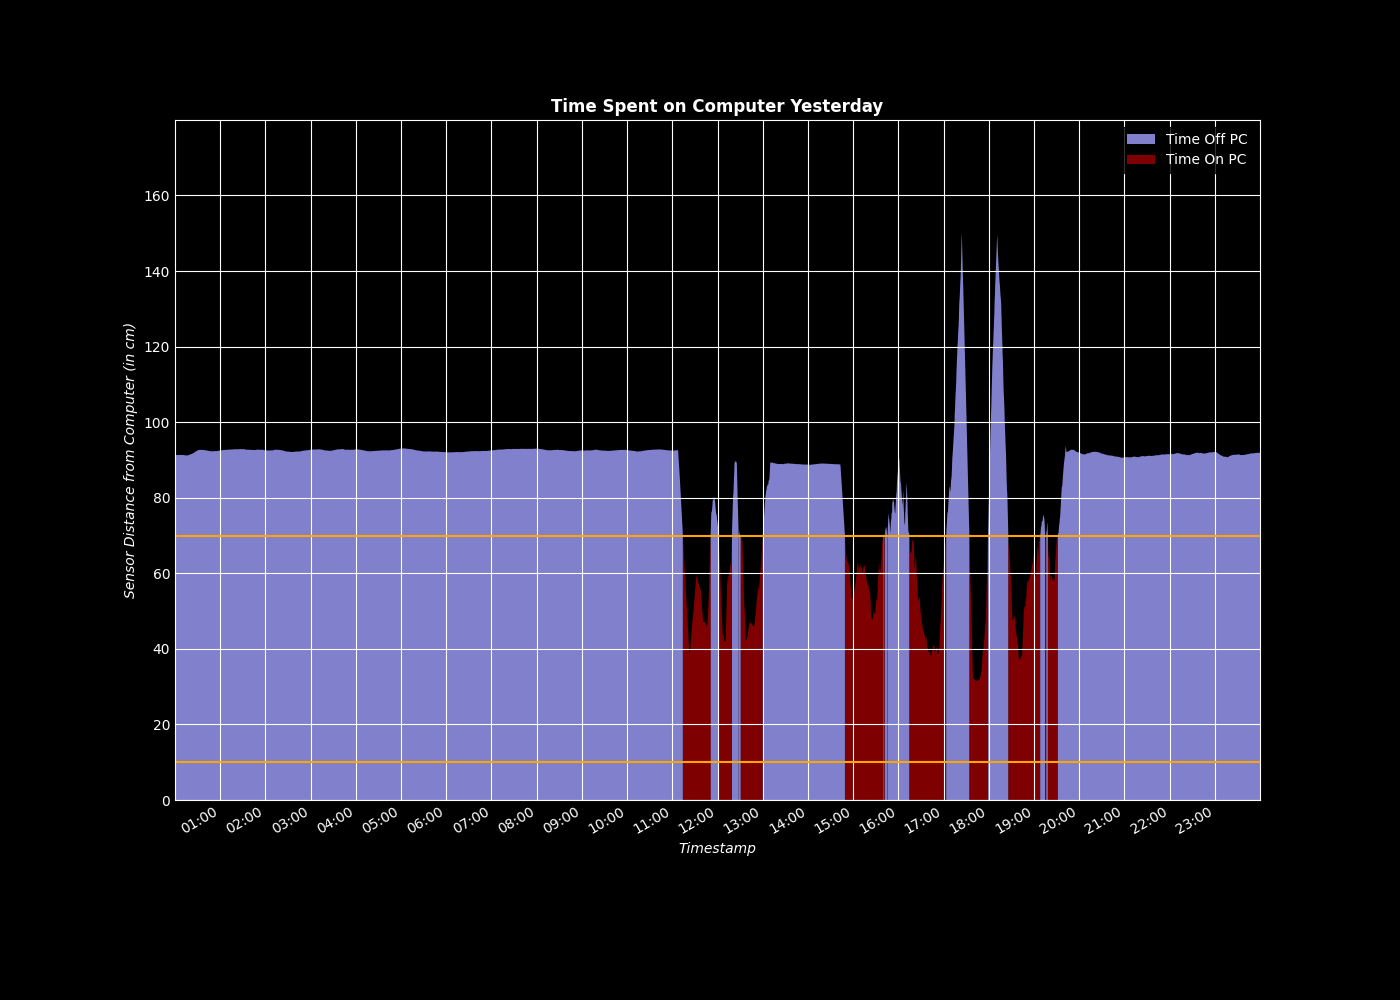 Time Spent on Computer Yesterday
Time Off PC
Time On PC
Sensor Distance from Computer (in cm)
160
140
120
100
80
60
40
20
0
01:00 02:00 03:00 04:00 05:00 06:00 07:00 08:00 09:00 10:00 11:00 12:00 13:00 14:00 15:00 16:00 17:00 18:00 19:00 20:00 21:00 22:00 23:00
Timestamp